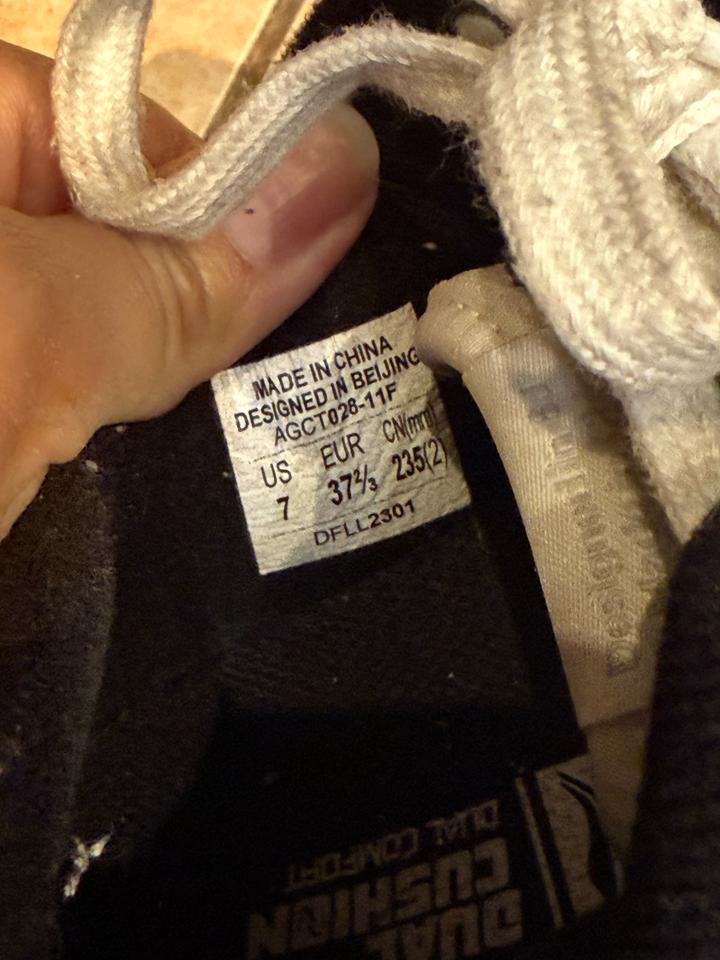 MADE IN CHINA
DESIGNED IN BEIJING
AGCT028-11F
US EUR CN(mm)
7 37⅔ 235(2)
DFLL2301
DUAL
CUSHION
DUAL COMFORT